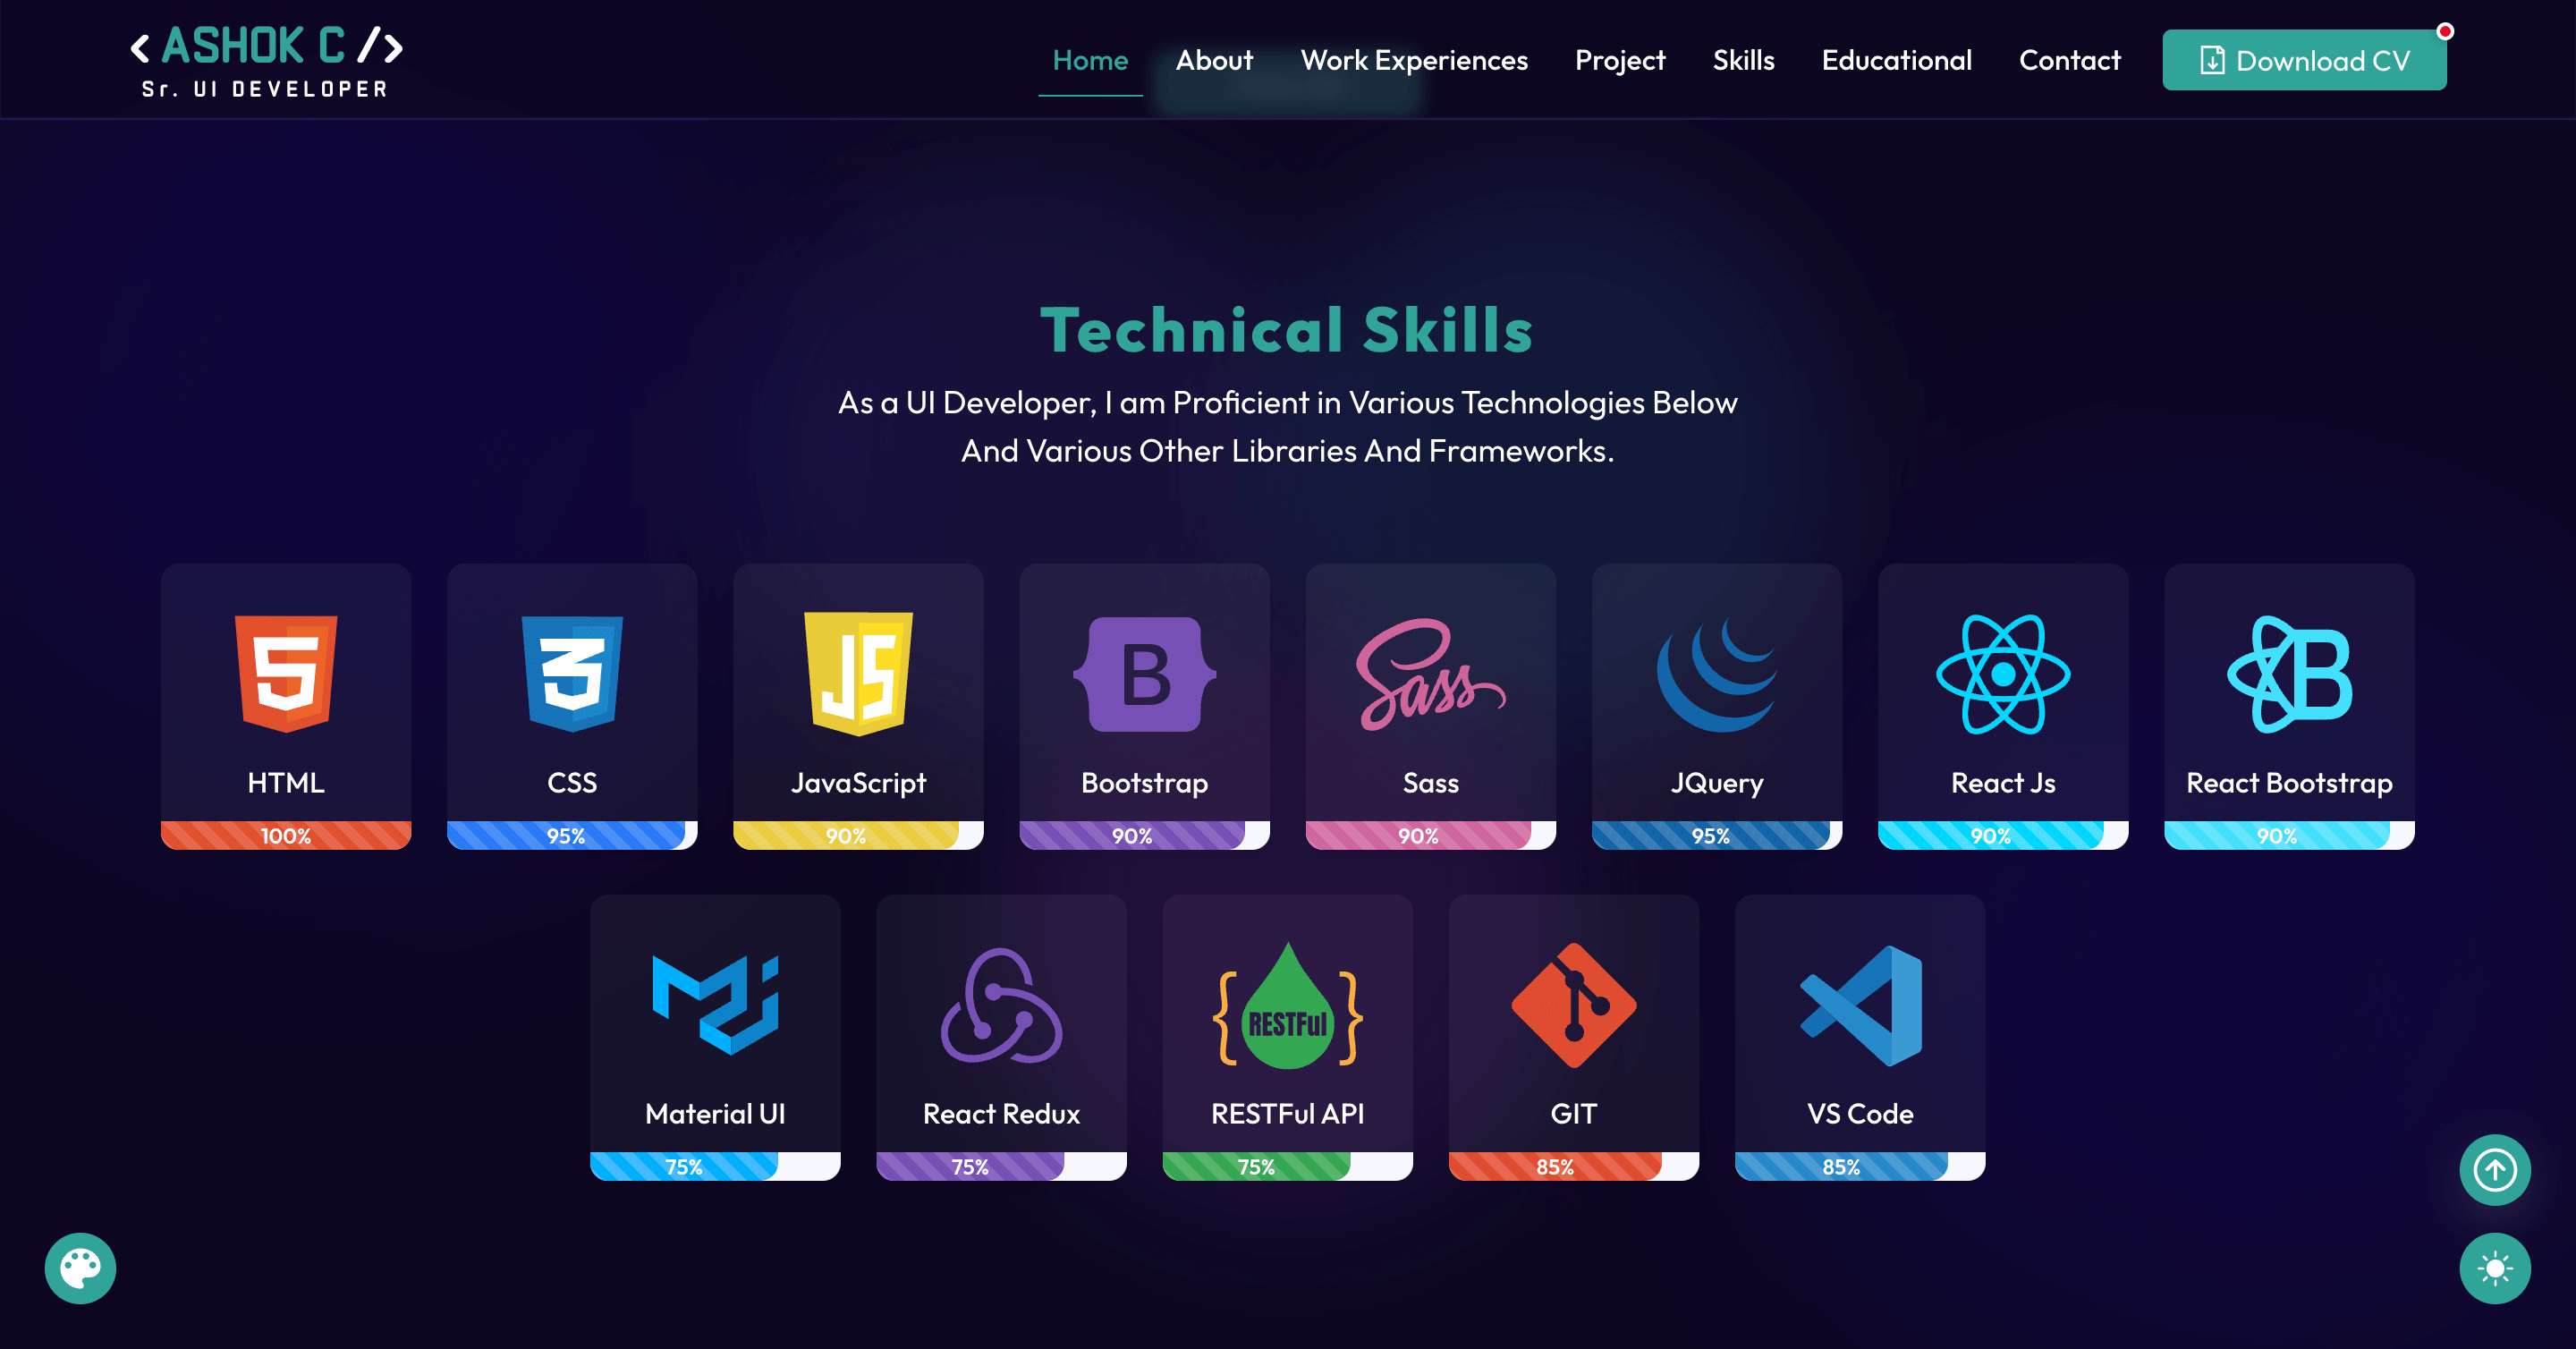 < ASHOK C />
Sr. UI DEVELOPER
Home About Work Experiences Project Skills Educational Contact Download CV
Technical Skills
As a UI Developer, I am Proficient in Various Technologies Below
And Various Other Libraries And Frameworks.
5 3 JS B Sass B
HTML CSS JavaScript Bootstrap Sass JQuery React Js React Bootstrap
100% 95% 90% 90% 90% 95% 90% 90%
{RESTFul}
Material UI React Redux RESTFul API GIT VS Code
75% 75% 75% 85% 85%